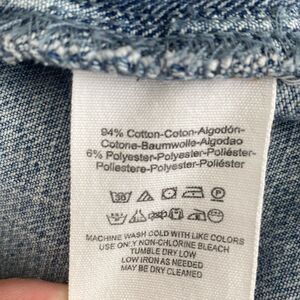 94% Cotton-Coton-Algodón-
Cotone-Baumwolle-Algodao
6% Polyester-Polyester-Poliéster-
Poliestere-Polyester-Poliester
MACHINE WASH COLD WITH LIKE COLORS
USE ONLY NON-CHLORINE BLEACH
TUMBLE DRY LOW
LOW IRON AS NEEDED
MAY BE DRY CLEANED